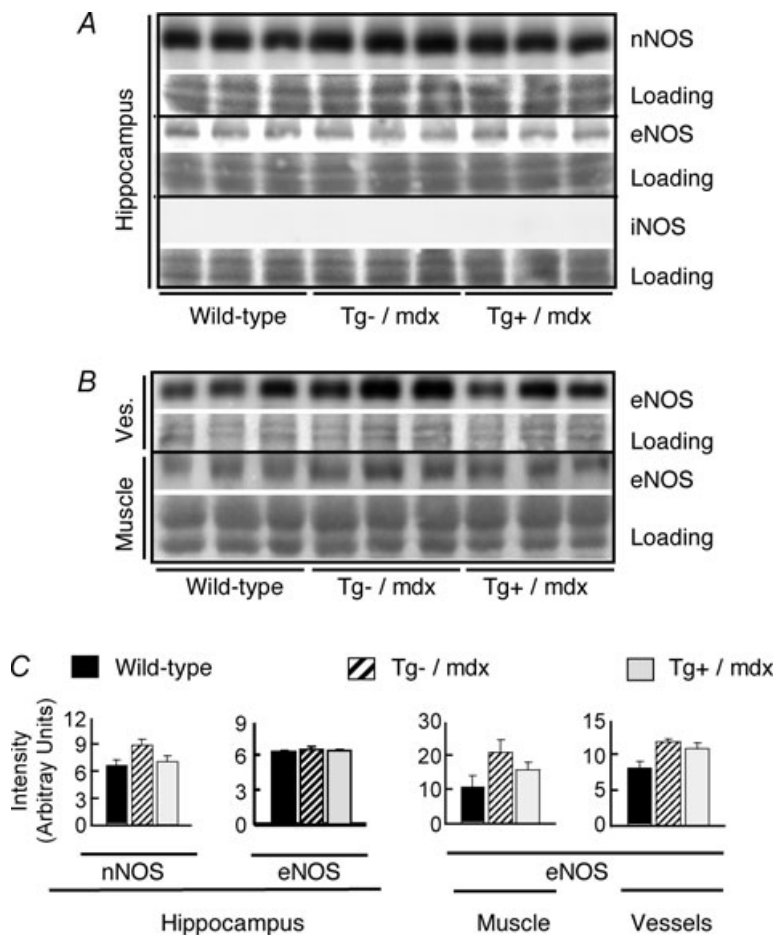 A
Hippocampus
nNOS
Loading
eNOS
Loading
iNOS
Loading
Wild-type Tg- / mdx Tg+ / mdx
B
Ves.
Muscle
eNOS
Loading
eNOS
Loading
Wild-type Tg- / mdx Tg+ / mdx
C Wild-type Tg- / mdx Tg+ / mdx
Intensity
(Arbitray Units)
12 9 6 3 0
9 6 3 0
30 20 10 0
15 10 5 0
nNOS eNOS eNOS
Hippocampus Muscle Vessels